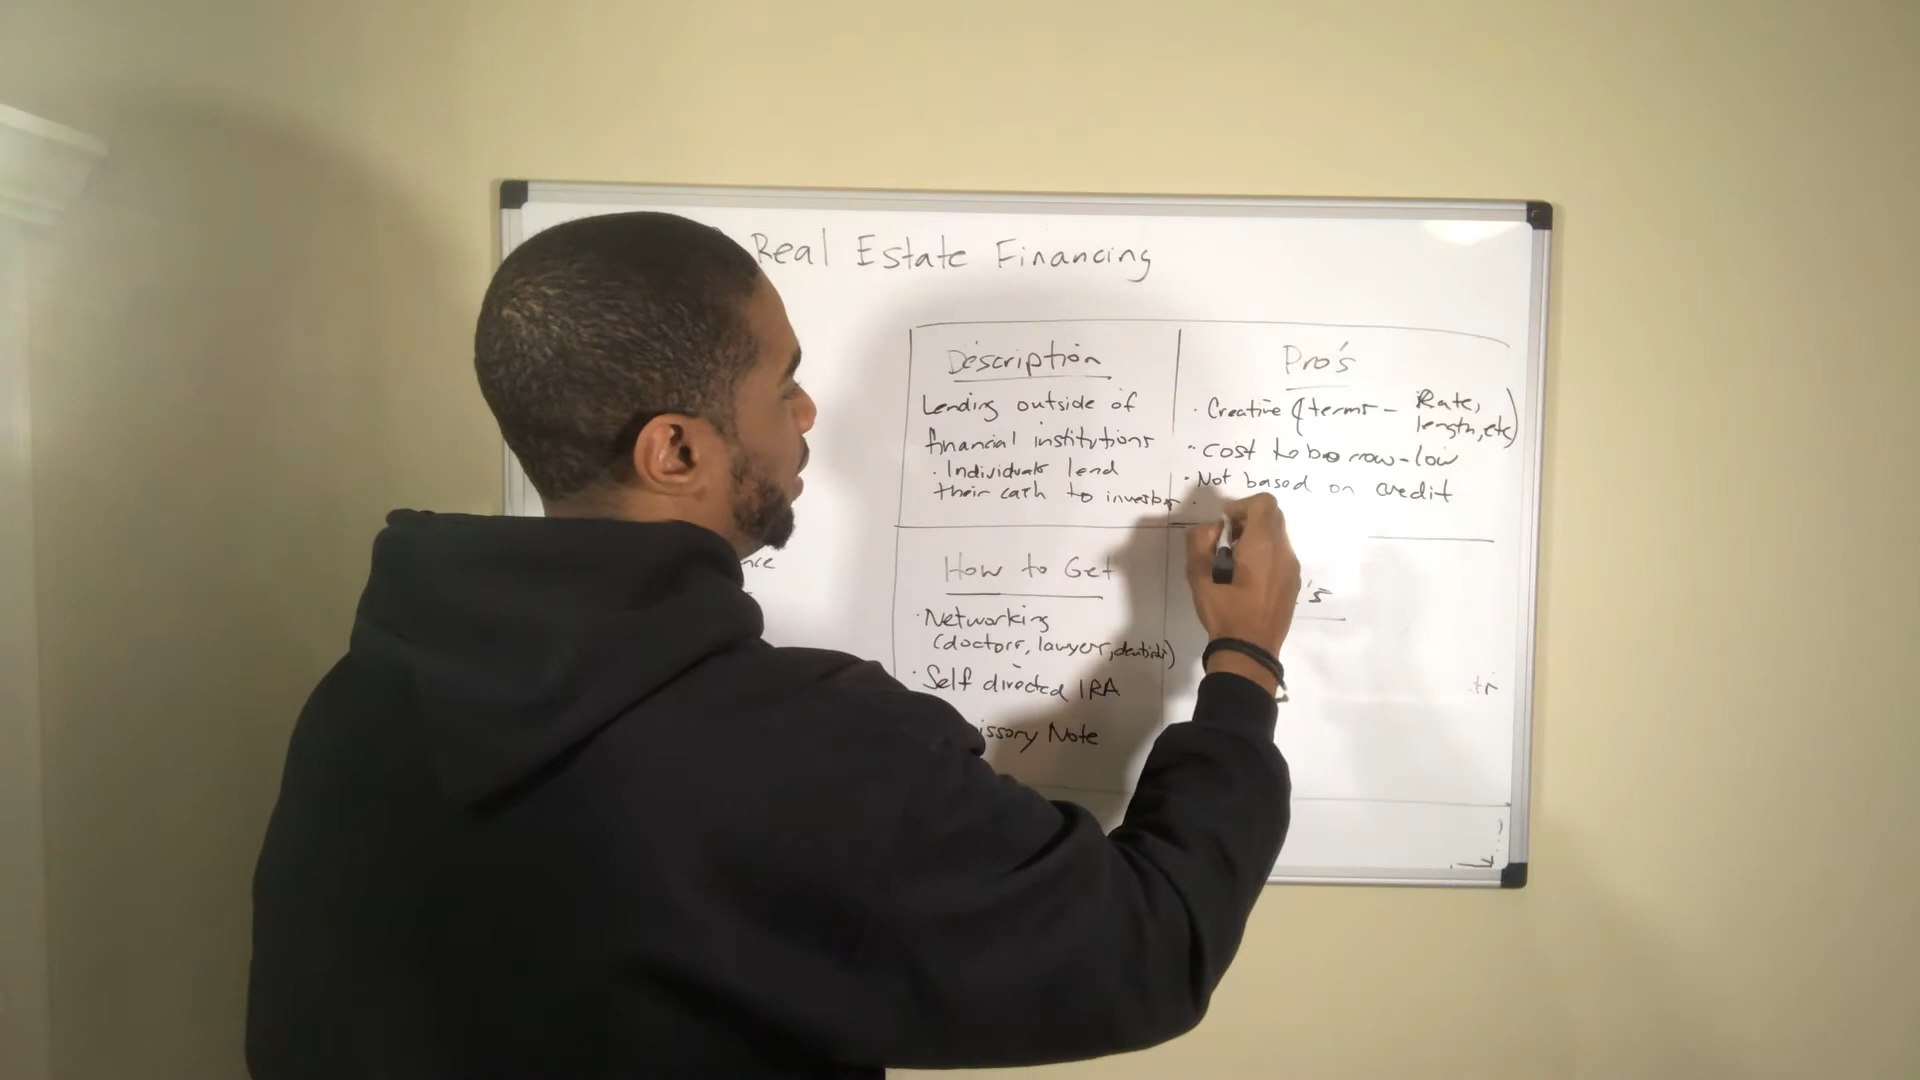 Real Estate Financing
Description
Lending outside of
financial institutions
· Individuals lend
their cash to investor
Pro's
· Creative (terms - Rate,
length, etc)
· cost to borrow - low
· Not based on credit
How to Get
· Networking
(doctors, lawyers, dentists)
· Self directed IRA
issory Note
's
nce